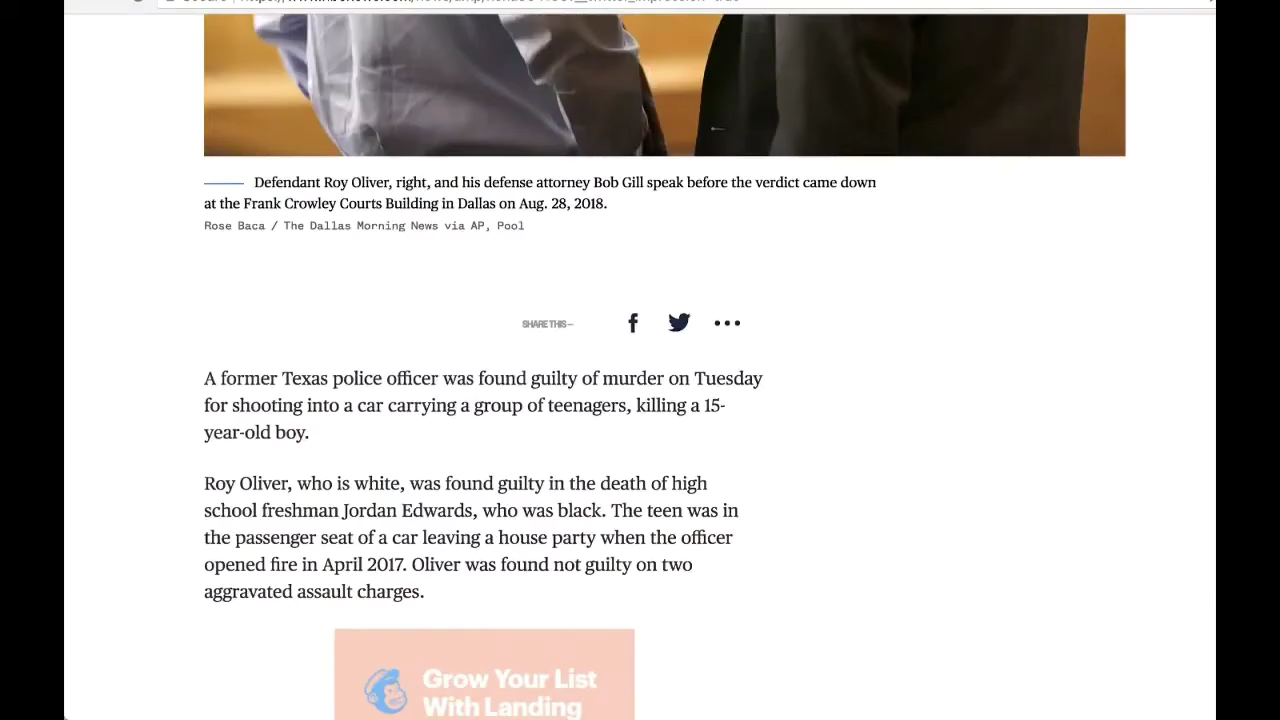 Defendant Roy Oliver, right, and his defense attorney Bob Gill speak before the verdict came down
at the Frank Crowley Courts Building in Dallas on Aug. 28, 2018.
Rose Baca / The Dallas Morning News via AP, Pool
SHARE THIS —
A former Texas police officer was found guilty of murder on Tuesday
for shooting into a car carrying a group of teenagers, killing a 15-
year-old boy.
Roy Oliver, who is white, was found guilty in the death of high
school freshman Jordan Edwards, who was black. The teen was in
the passenger seat of a car leaving a house party when the officer
opened fire in April 2017. Oliver was found not guilty on two
aggravated assault charges.
Grow Your List
With Landing